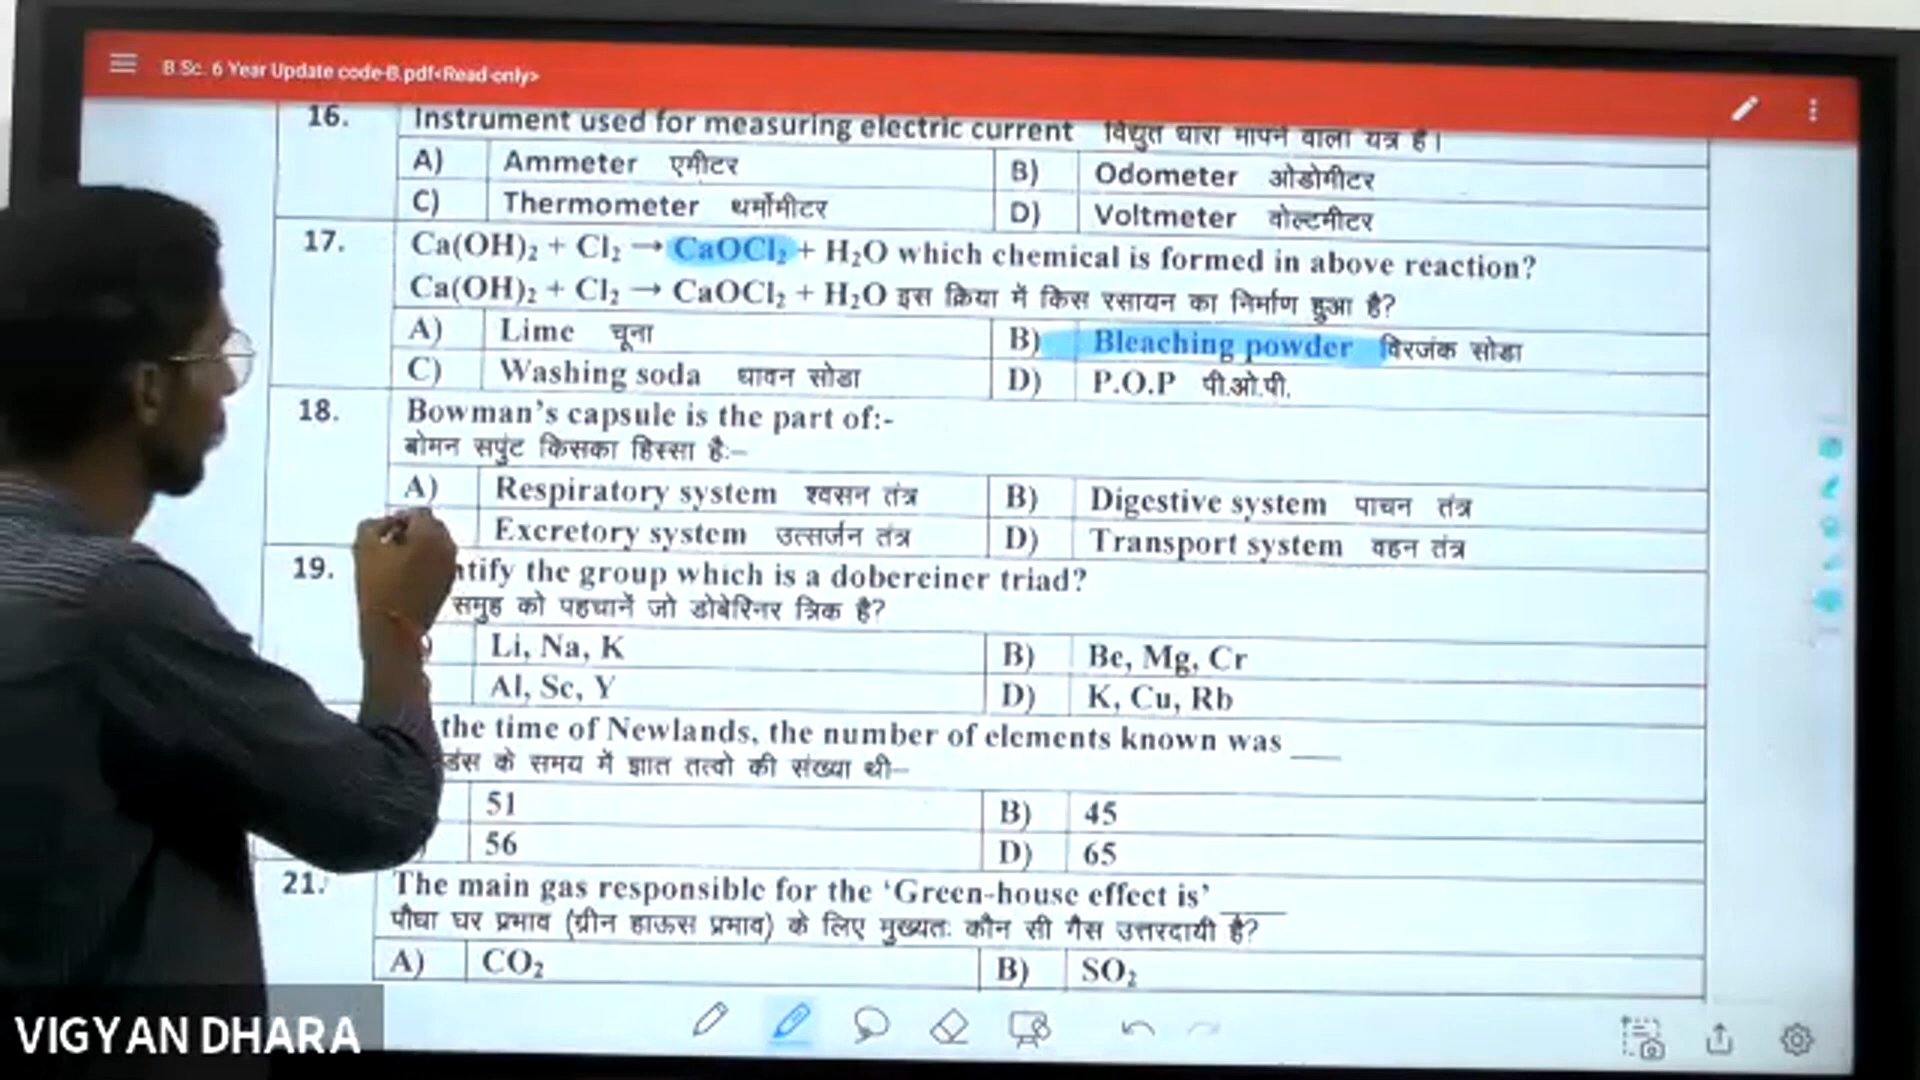 B.Sc. 6 Year Update code-B.pdf<Read-only>
16. Instrument used for measuring electric current विद्युत धारा मापने वाला यंत्र है।
A) Ammeter एमीटर B) Odometer ओडोमीटर
C) Thermometer थर्मोमीटर D) Voltmeter वोल्टमीटर
17. Ca(OH)₂ + Cl₂ → CaOCl₂ + H₂O which chemical is formed in above reaction?
Ca(OH)₂ + Cl₂ → CaOCl₂ + H₂O इस क्रिया में किस रसायन का निर्माण हुआ है?
A) Lime चूना B) Bleaching powder विरजंक सोडा
C) Washing soda धावन सोडा D) P.O.P पी.ओ.पी.
18. Bowman's capsule is the part of:-
बोमन सपुंट किसका हिस्सा है:–
A) Respiratory system श्वसन तंत्र B) Digestive system पाचन तंत्र
Excretory system उत्सर्जन तंत्र D) Transport system वहन तंत्र
19. tify the group which is a dobereiner triad?
समुह को पहचानें जो डोबेरिनर त्रिक है?
Li, Na, K B) Be, Mg, Cr
Al, Sc, Y D) K, Cu, Rb
the time of Newlands, the number of elements known was ___
डंस के समय में ज्ञात तत्वो की संख्या थी–
51 B) 45
56 D) 65
21. The main gas responsible for the ‘Green-house effect is’ ___
पौधा घर प्रभाव (ग्रीन हाऊस प्रभाव) के लिए मुख्यतः कौन सी गैस उत्तरदायी है?
A) CO₂ B) SO₂
VIGYAN DHARA